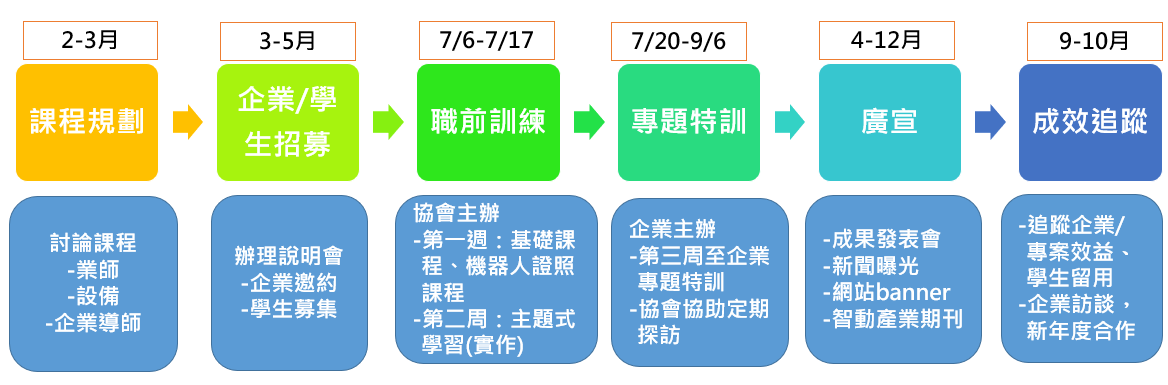 2-3月
3-5月
7/6-7/17
7/20-9/6
4-12月
9-10月
課程規劃
企業/學
生招募
職前訓練
專題特訓
廣宣
成效追蹤
討論課程
-業師
-設備
-企業導師
辦理說明會
-企業邀約
-學生募集
協會主辦
-第一週：基礎課
程、機器人證照
課程
-第二周：主題式
學習(實作)
企業主辦
-第三周至企業
專題特訓
-協會協助定期
探訪
-成果發表會
-新聞曝光
-網站banner
-智動產業期刊
-追蹤企業/
專案效益、
學生留用
-企業訪談，
新年度合作